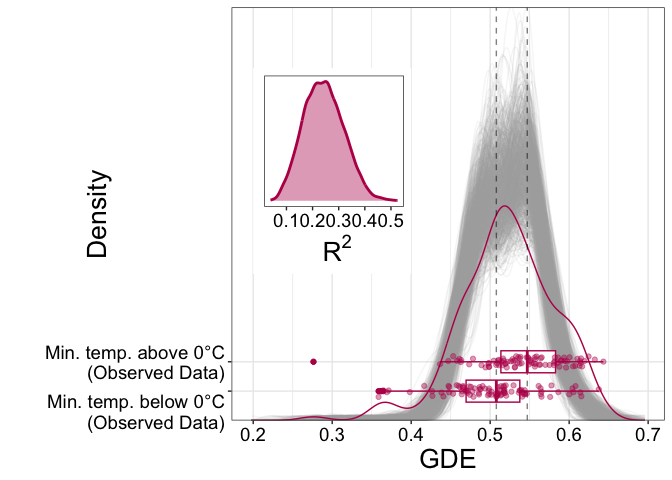 Density
0.10.20.30.40.5
R2
Min. temp. above 0°C
(Observed Data)
Min. temp. below 0°C
(Observed Data)
0.2 0.3 0.4 0.5 0.6 0.7
GDE